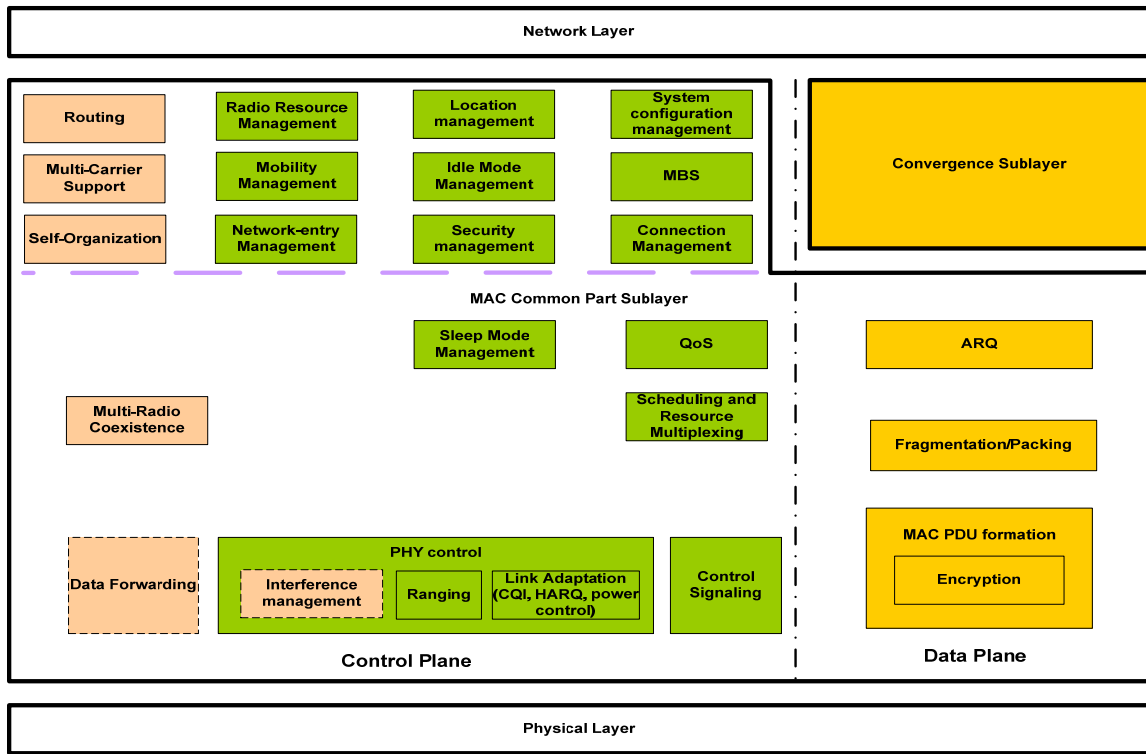 Network Layer
Routing
Radio Resource
Management
Location
management
System
configuration
management
Convergence Sublayer
Multi-Carrier
Support
Mobility
Management
Idle Mode
Management
MBS
Self-Organization
Network-entry
Management
Security
management
Connection
Management
MAC Common Part Sublayer
Sleep Mode
Management
QoS
ARQ
Multi-Radio
Coexistence
Scheduling and
Resource
Multiplexing
Fragmentation/Packing
Data Forwarding
PHY control
Interference
management
Ranging
Link Adaptation
(CQI, HARQ, power
control)
Control
Signaling
MAC PDU formation
Encryption
Control Plane
Data Plane
Physical Layer